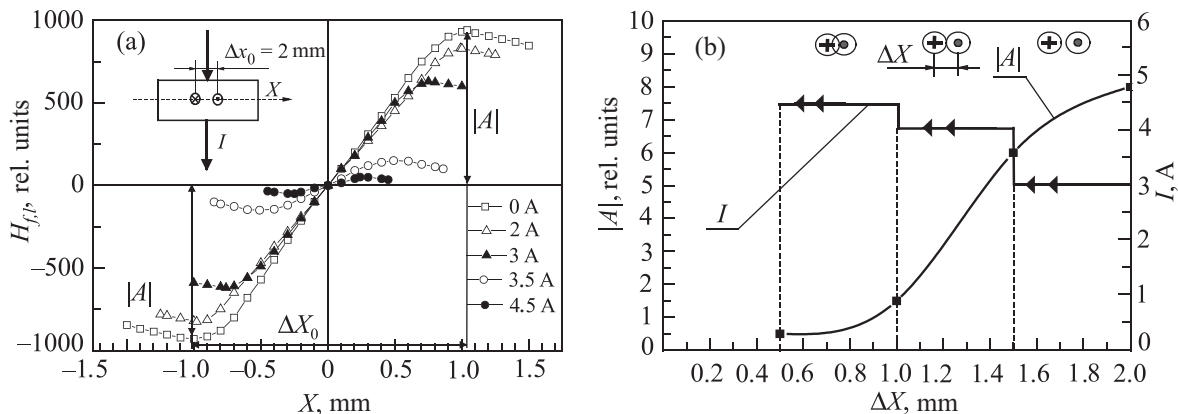 (a)
Δx₀ = 2 mm
X
I
|A|
|A|
ΔX₀
0 A
2 A
3 A
3.5 A
4.5 A
1000
500
0
–500
–1000
H_{f,l}, rel. units
–1.5
–1.0
–0.5
0
0.5
1.0
1.5
X, mm
(b)
ΔX
|A|
I
10
9
8
7
6
5
4
3
2
1
0
|A|, rel. units
6
5
4
3
2
1
0
I, A
0.2
0.4
0.6
0.8
1.0
1.2
1.4
1.6
1.8
2.0
ΔX, mm